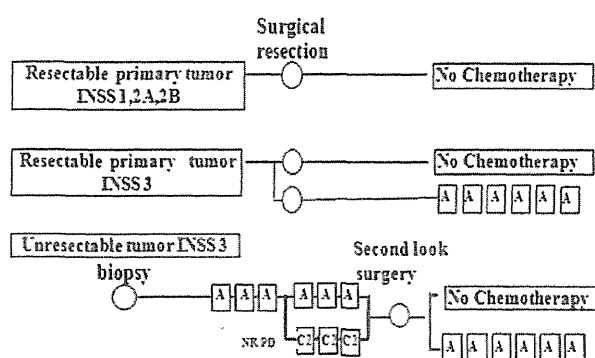 Surgical
resection
Resectable primary tumor
INSS 1,2A,2B
No Chemotherapy
Resectable primary tumor
INSS 3
No Chemotherapy
A A A A A A
Unresectable tumor INSS 3
biopsy
Second look
surgery
A A A A A A
No Chemotherapy
NR PD C2 C2 C2
A A A A A A